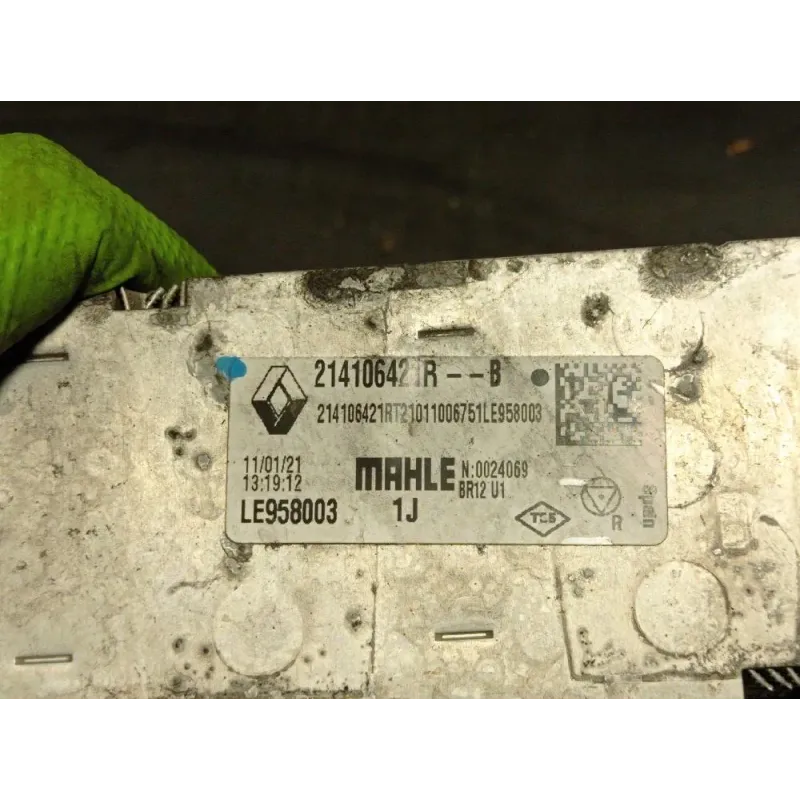 214106421R -- B
214106421RT21011006751LE958003
11/01/21
13:19:12
MAHLE
N:0024069
BR12 U1
LE958003
1J
TCS
R